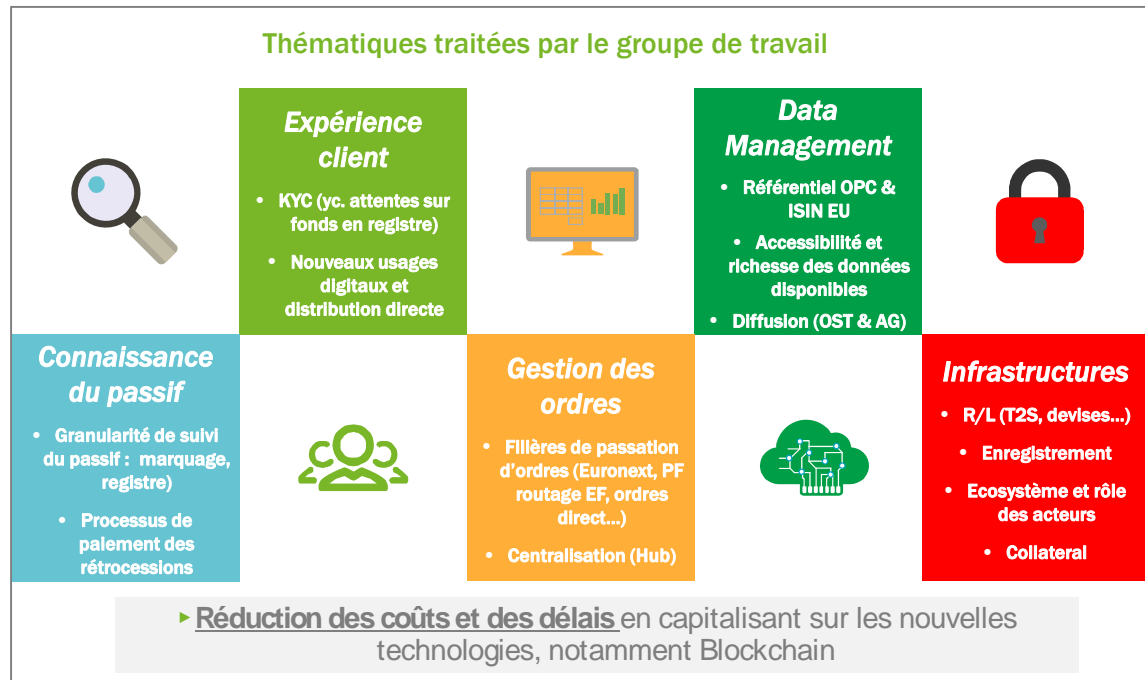 Thématiques traitées par le groupe de travail
Expérience
client
• KYC (yc. attentes sur
fonds en registre)
• Nouveaux usages
digitaux et
distribution directe
Data
Management
• Référentiel OPC &
ISIN EU
• Accessibilité et
richesse des données
disponibles
• Diffusion (OST & AG)
Connaissance
du passif
• Granularité de suivi
du passif : marquage,
registre)
• Processus de
paiement des
rétrocessions
Gestion des
ordres
• Filières de passation
d'ordres (Euronext, PF
routage EF, ordres
direct...)
• Centralisation (Hub)
Infrastructures
• R/L (T2S, devises...)
• Enregistrement
• Ecosystème et rôle
des acteurs
• Collateral
▸ Réduction des coûts et des délais en capitalisant sur les nouvelles
technologies, notamment Blockchain